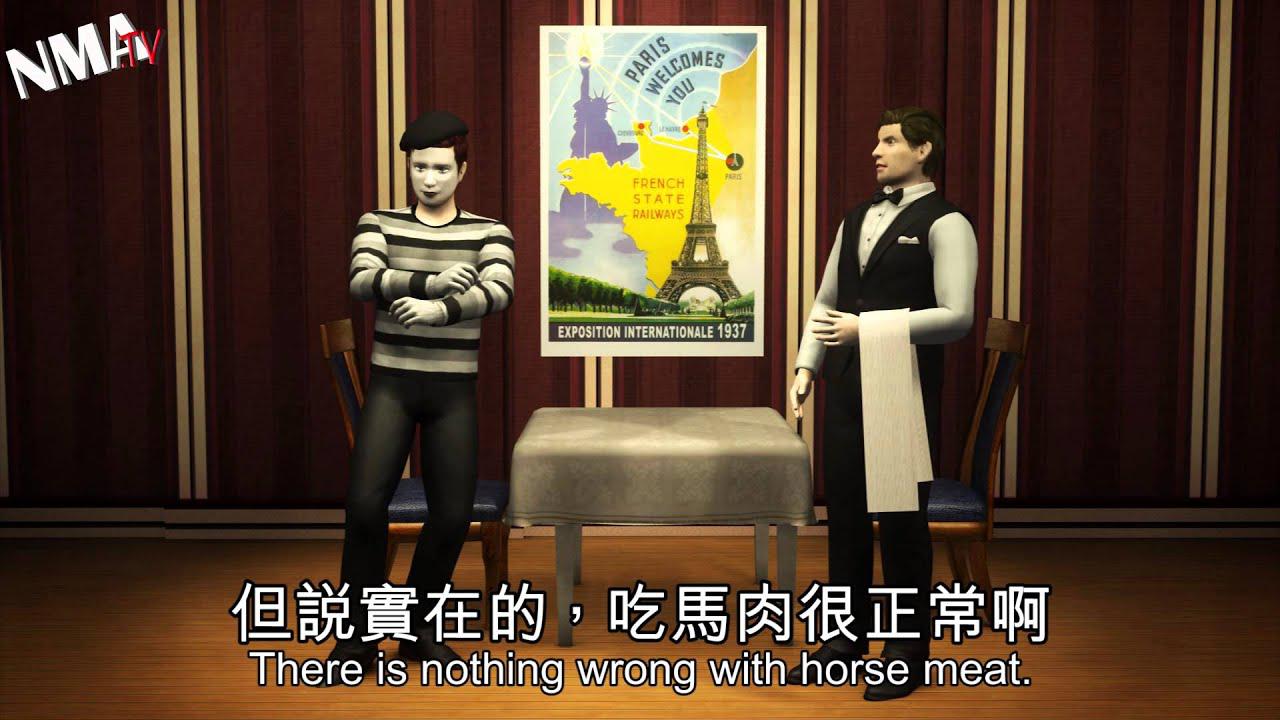 NMA.TV
PARIS
WELCOMES
YOU
CHERBOURG
LE HAVRE
PARIS
FRENCH
STATE
RAILWAYS
EXPOSITION INTERNATIONALE 1937
但説實在的，吃馬肉很正常啊
There is nothing wrong with horse meat.